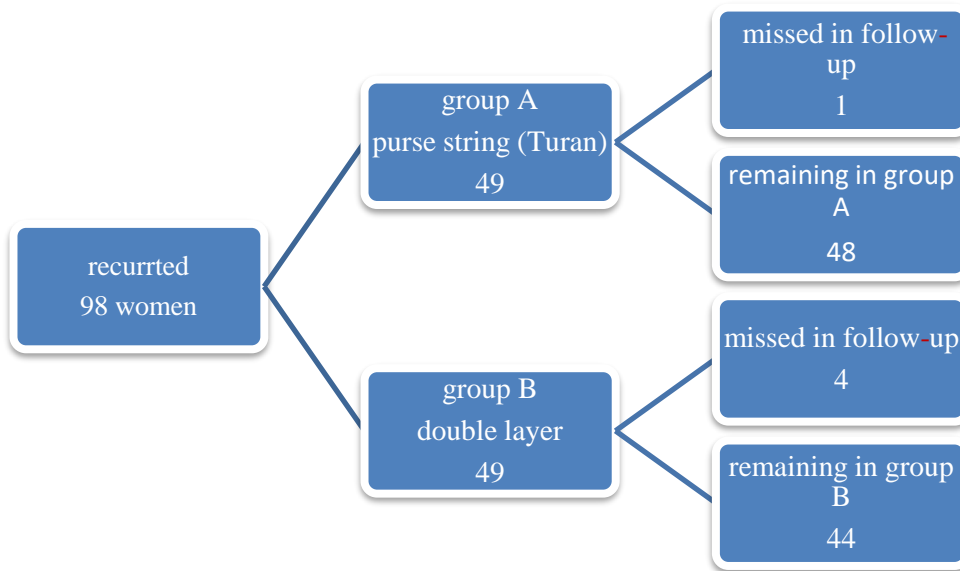 recurrted
98 women
group A
purse string (Turan)
49
missed in follow-
up
1
remaining in group
A
48
group B
double layer
49
missed in follow-up
4
remaining in group
B
44